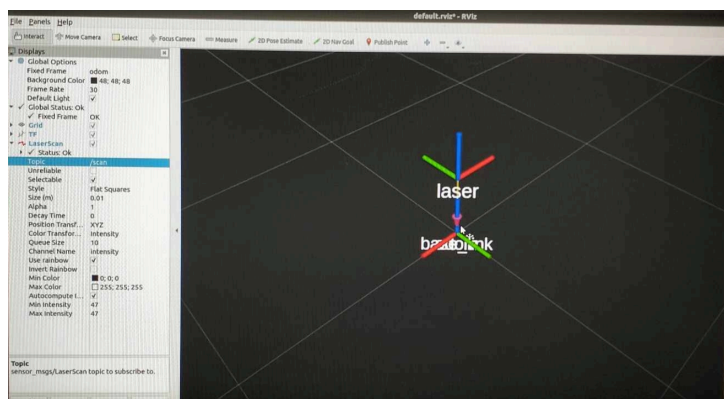 default.rviz* - RViz
File Panels Help
Interact Move Camera Select Focus Camera Measure 2D Pose Estimate 2D Nav Goal Publish Point
Displays
Global Options
Fixed Frame odom
Background Color 48; 48; 48
Frame Rate 30
Default Light
Global Status: Ok
Fixed Frame OK
Grid
TF
LaserScan
Status: Ok
Topic /scan
Unreliable
Selectable
Style Flat Squares
Size (m) 0.01
Alpha 1
Decay Time 0
Position Transf... XYZ
Color Transfor... Intensity
Queue Size 10
Channel Name intensity
Use rainbow
Invert Rainbow
Min Color 0; 0; 0
Max Color 255; 255; 255
Autocompute I...
Min Intensity 47
Max Intensity 47
Topic
sensor_msgs/LaserScan topic to subscribe to.
laser